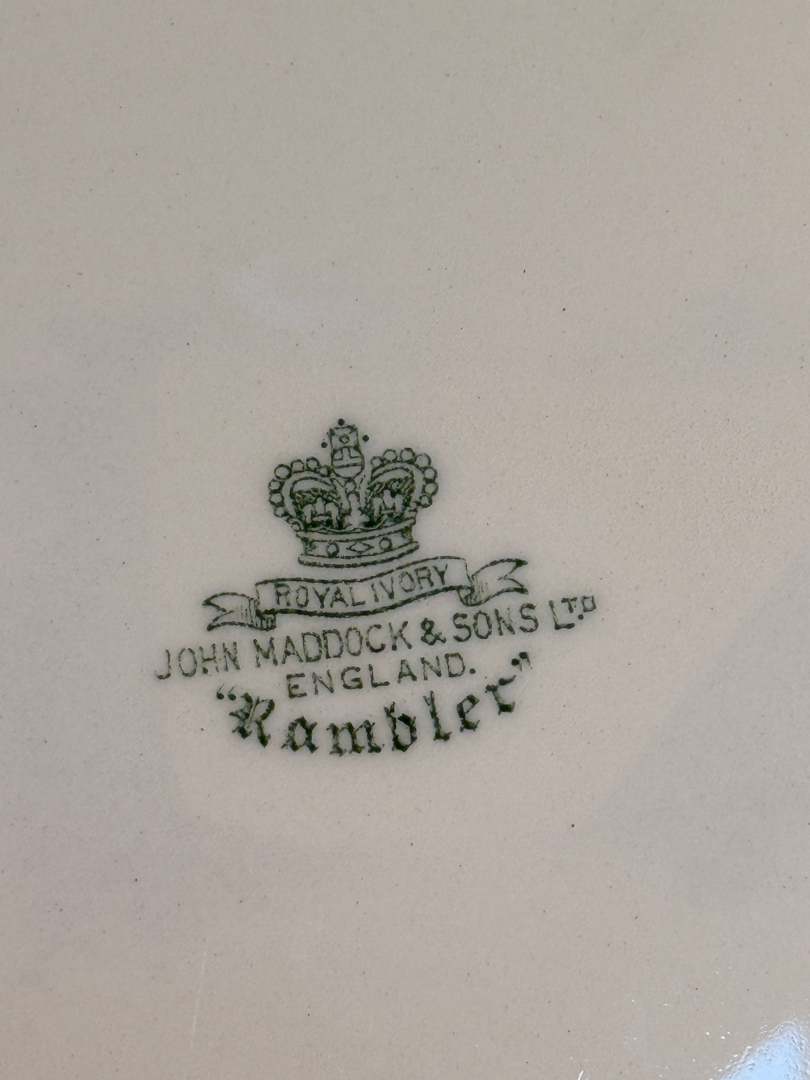 ROYAL IVORY
JOHN MADDOCK & SONS LTD
ENGLAND.
"Rambler"